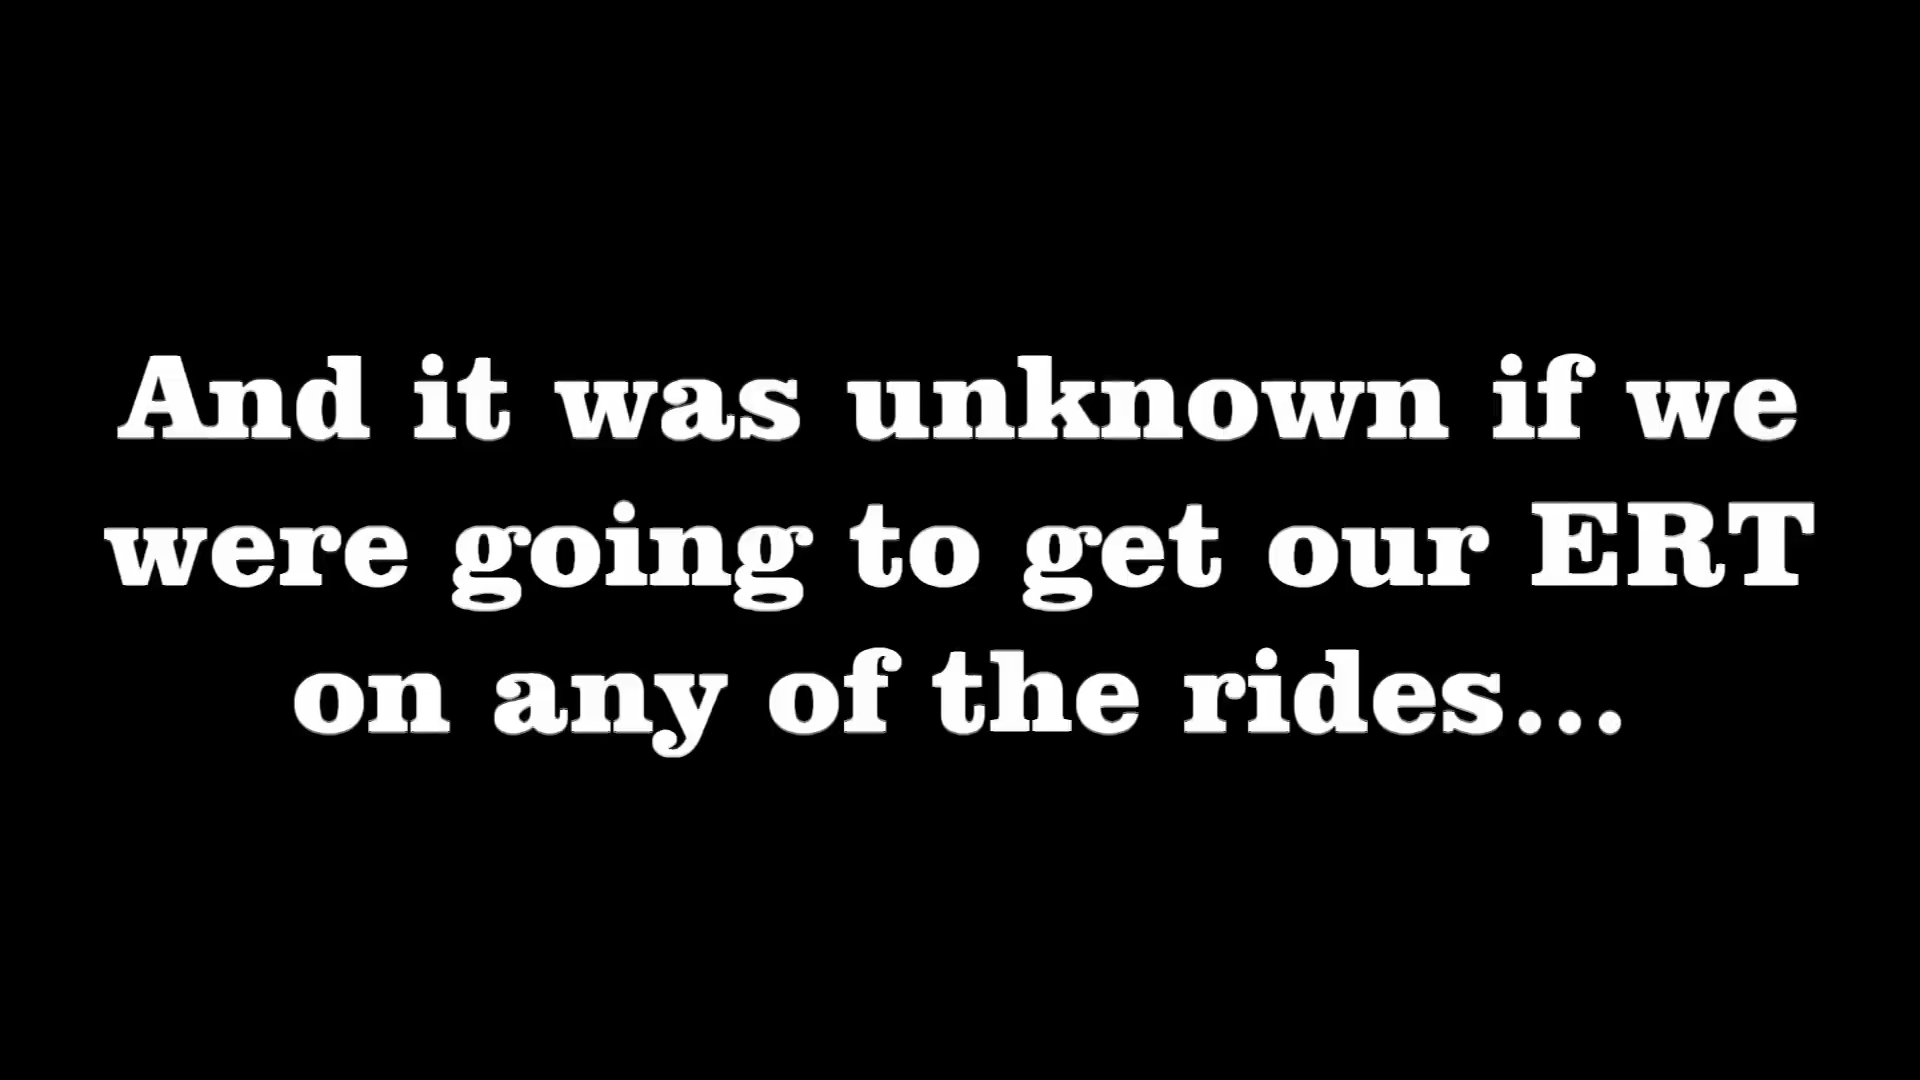 And it was unknown if we
were going to get our ERT
on any of the rides...